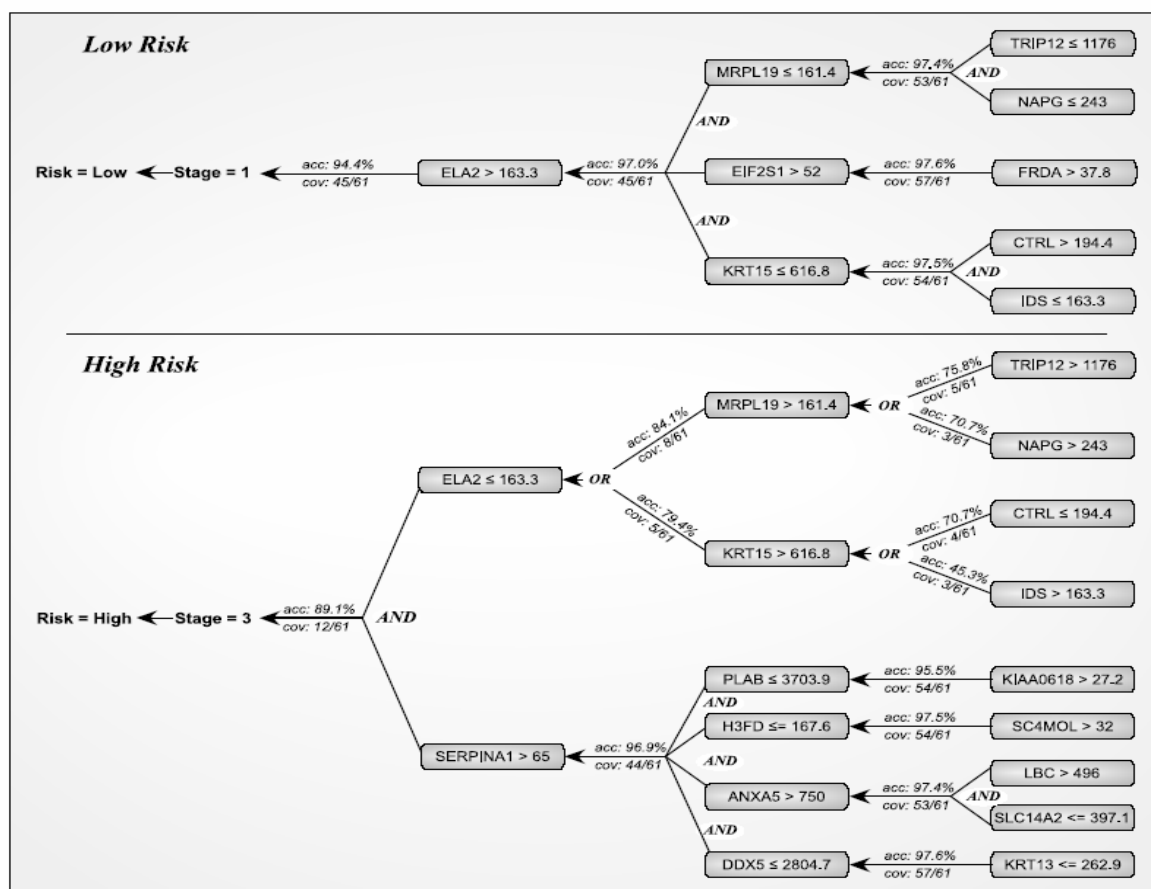 Low Risk
TRIP12 ≤ 1176
MRPL19 ≤ 161.4
acc: 97.4%
cov: 53/61
AND
NAPG ≤ 243
AND
Risk = Low
Stage = 1
acc: 94.4%
cov: 45/61
ELA2 > 163.3
acc: 97.0%
cov: 45/61
EIF2S1 > 52
acc: 97.6%
cov: 57/61
FRDA > 37.8
AND
CTRL > 194.4
KRT15 ≤ 616.8
acc: 97.5%
cov: 54/61
AND
IDS ≤ 163.3
High Risk
TRIP12 > 1176
acc: 75.8%
cov: 5/61
MRPL19 > 161.4
OR
acc: 70.7%
cov: 3/61
NAPG > 243
acc: 84.1%
cov: 8/61
ELA2 ≤ 163.3
OR
acc: 79.4%
cov: 5/61
CTRL ≤ 194.4
acc: 70.7%
cov: 4/61
KRT15 > 616.8
OR
acc: 45.3%
cov: 3/61
IDS > 163.3
Risk = High
Stage = 3
acc: 89.1%
cov: 12/61
AND
PLAB ≤ 3703.9
acc: 95.5%
cov: 54/61
KIAA0618 > 27.2
AND
H3FD <= 167.6
acc: 97.5%
cov: 54/61
SC4MOL > 32
SERPINA1 > 65
acc: 96.9%
cov: 44/61
AND
LBC > 496
ANXA5 > 750
acc: 97.4%
cov: 53/61
AND
SLC14A2 <= 397.1
AND
DDX5 ≤ 2804.7
acc: 97.6%
cov: 57/61
KRT13 <= 262.9